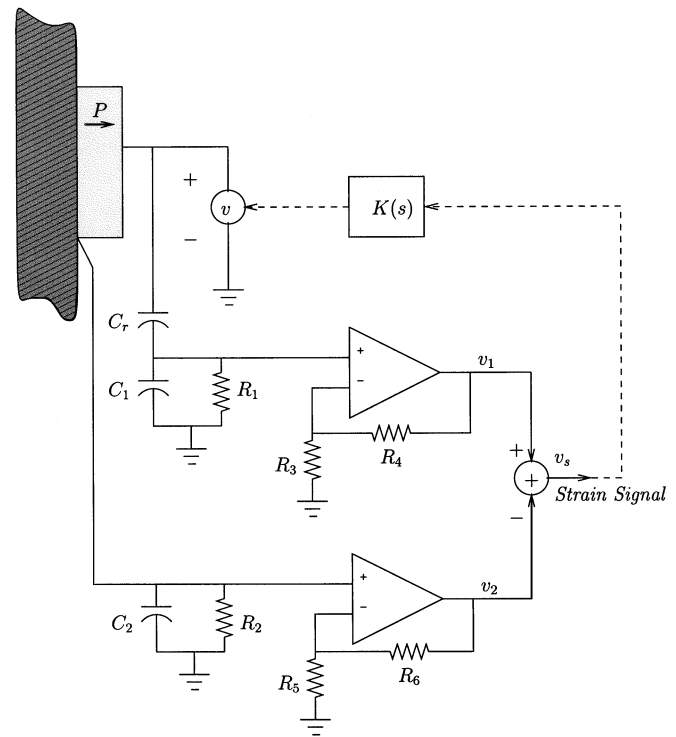 P
+
v
−
K(s)
C_r
C_1
R_1
+
−
v_1
R_3
R_4
+
+
v_s
Strain Signal
−
C_2
R_2
+
−
v_2
R_5
R_6